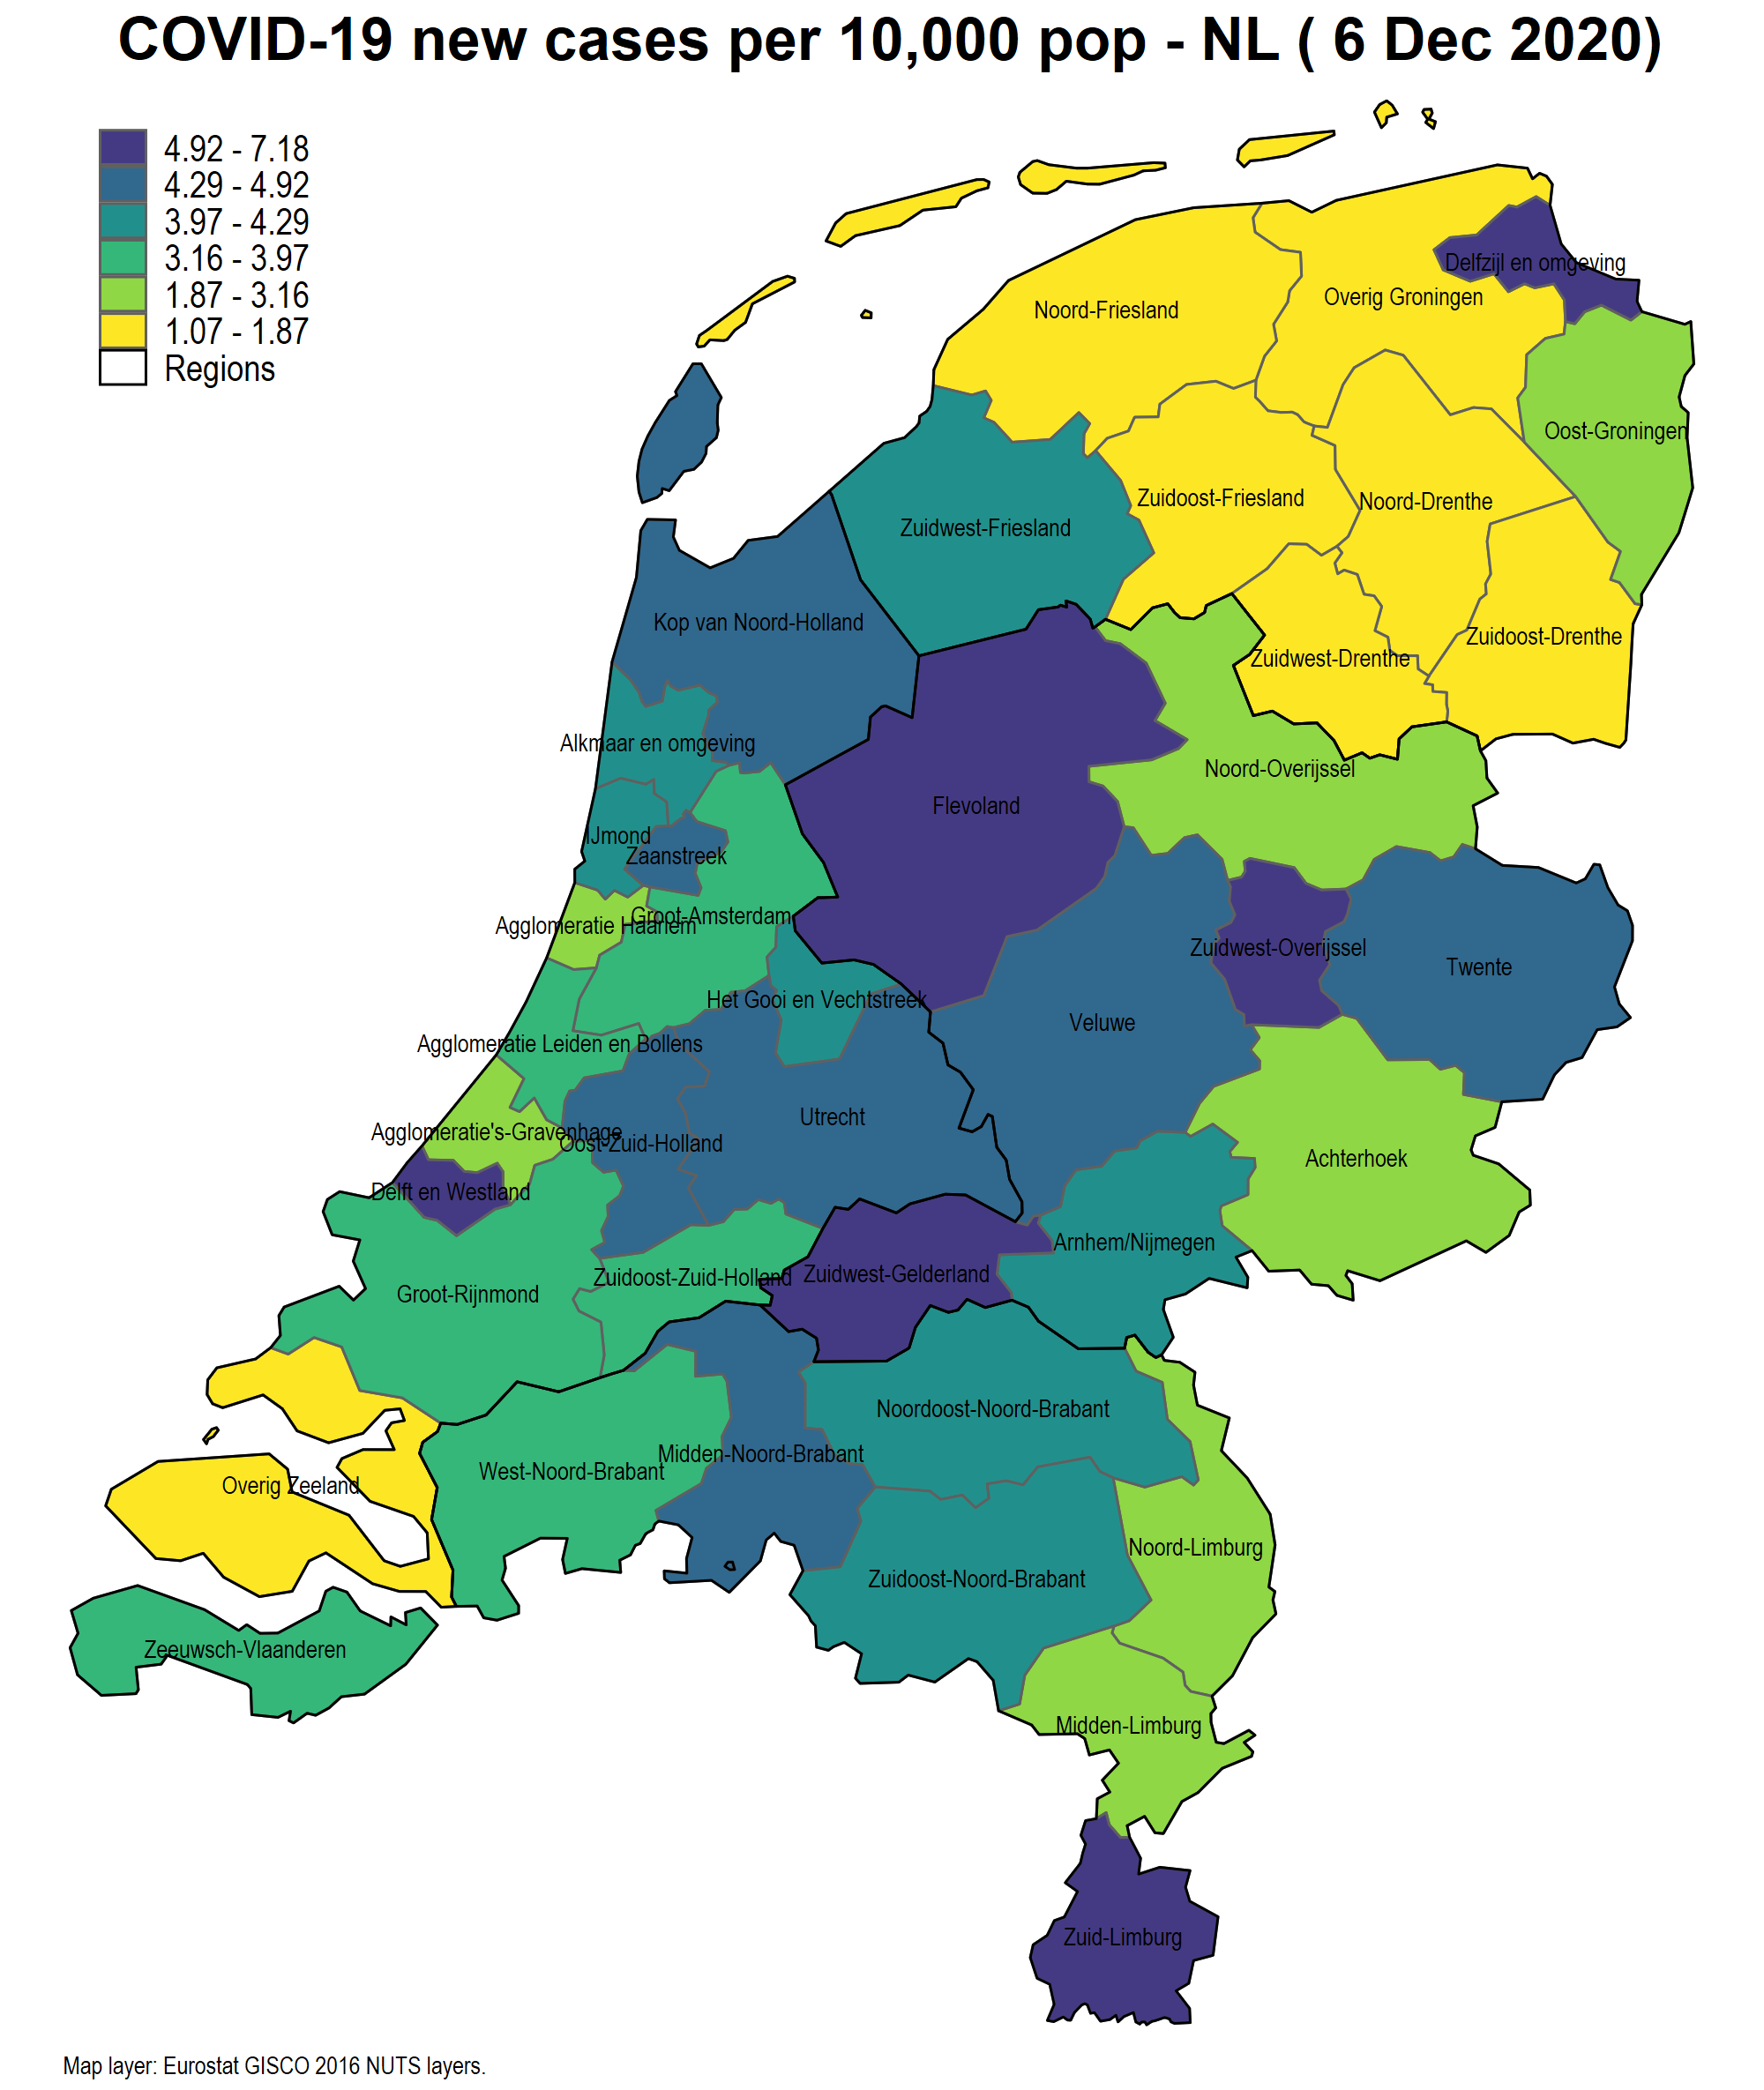 COVID-19 new cases per 10,000 pop - NL ( 6 Dec 2020)
4.92 - 7.18
4.29 - 4.92
3.97 - 4.29
3.16 - 3.97
1.87 - 3.16
1.07 - 1.87
Regions
Delfzijl en omgeving
Overig Groningen
Noord-Friesland
Oost-Groningen
Zuidoost-Friesland
Noord-Drenthe
Zuidwest-Friesland
Kop van Noord-Holland
Zuidoost-Drenthe
Zuidwest-Drenthe
Alkmaar en omgeving
Noord-Overijssel
Flevoland
IJmond
Zaanstreek
Groot-Amsterdam
Agglomeratie Haarlem
Zuidwest-Overijssel
Twente
Het Gooi en Vechtstreek
Veluwe
Agglomeratie Leiden en Bollens
Utrecht
Agglomeratie's-Gravenhage
Oost-Zuid-Holland
Achterhoek
Delft en Westland
Arnhem/Nijmegen
Zuidwest-Gelderland
Zuidoost-Zuid-Holland
Groot-Rijnmond
Noordoost-Noord-Brabant
Midden-Noord-Brabant
West-Noord-Brabant
Overig Zeeland
Noord-Limburg
Zuidoost-Noord-Brabant
Zeeuwsch-Vlaanderen
Midden-Limburg
Zuid-Limburg
Map layer: Eurostat GISCO 2016 NUTS layers.